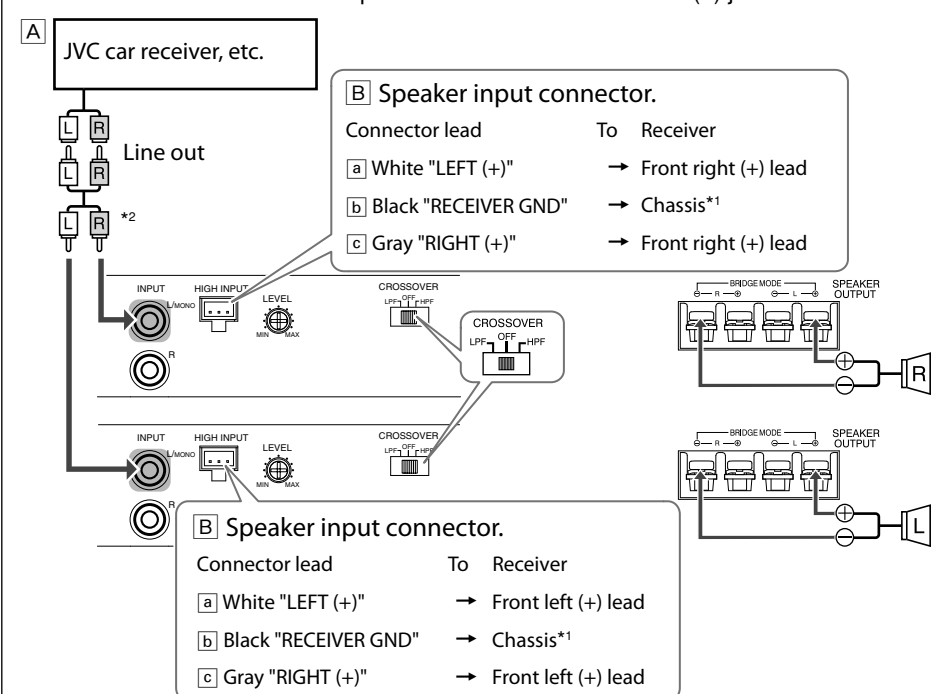 A
JVC car receiver, etc.
B Speaker input connector.
Connector lead To Receiver
a White "LEFT (+)" → Front right (+) lead
b Black "RECEIVER GND" → Chassis*1
c Gray "RIGHT (+)" → Front right (+) lead
L R
Line out
L R
L R *2
INPUT
L/MONO
R
HIGH INPUT
LEVEL
MIN MAX
CROSSOVER
LPF OFF HPF
CROSSOVER
LPF OFF HPF
BRIDGE MODE
⊖ R ⊕ ⊖ L ⊕
SPEAKER
OUTPUT
⊕
⊖
R
INPUT
L/MONO
R
HIGH INPUT
LEVEL
MIN MAX
CROSSOVER
LPF OFF HPF
BRIDGE MODE
⊖ R ⊕ ⊖ L ⊕
SPEAKER
OUTPUT
⊕
⊖
L
B Speaker input connector.
Connector lead To Receiver
a White "LEFT (+)" → Front left (+) lead
b Black "RECEIVER GND" → Chassis*1
c Gray "RIGHT (+)" → Front left (+) lead